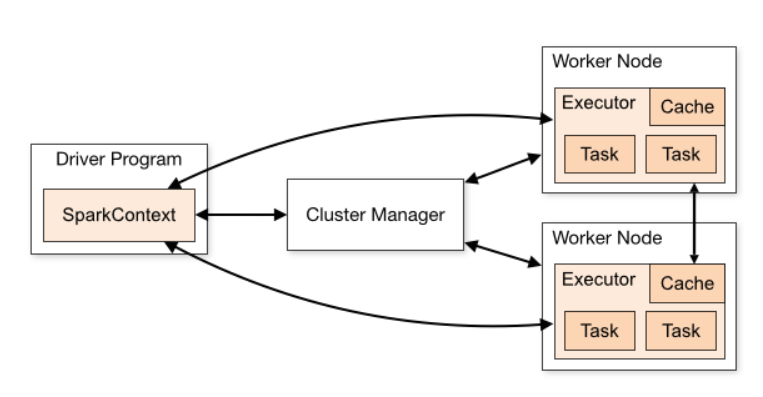 Driver Program
SparkContext
Cluster Manager
Worker Node
Executor
Cache
Task
Task
Worker Node
Executor
Cache
Task
Task